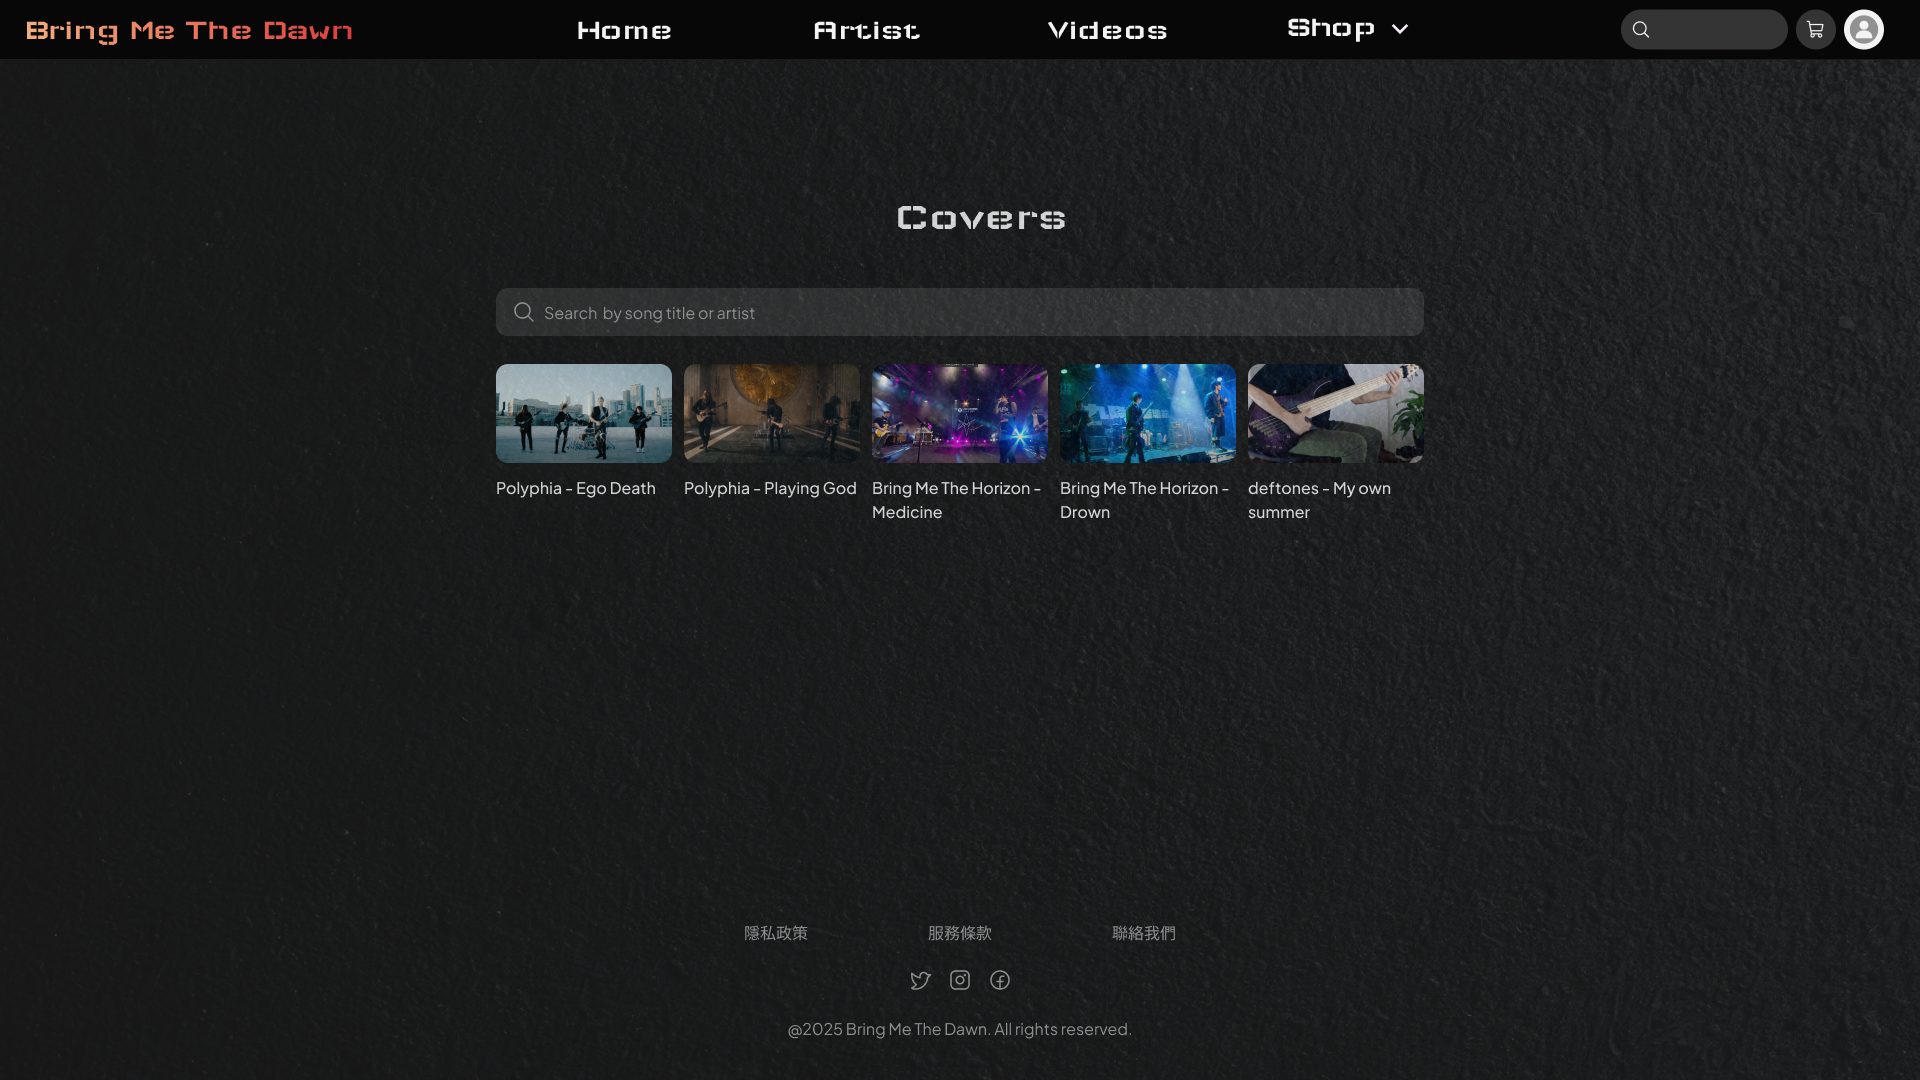 Bring Me The Dawn
Home
Artist
Videos
Shop
Covers
Search by song title or artist
Polyphia - Ego Death
Polyphia - Playing God
Bring Me The Horizon -
Medicine
Bring Me The Horizon -
Drown
deftones - My own
summer
隱私政策
服務條款
聯絡我們
@2025 Bring Me The Dawn. All rights reserved.